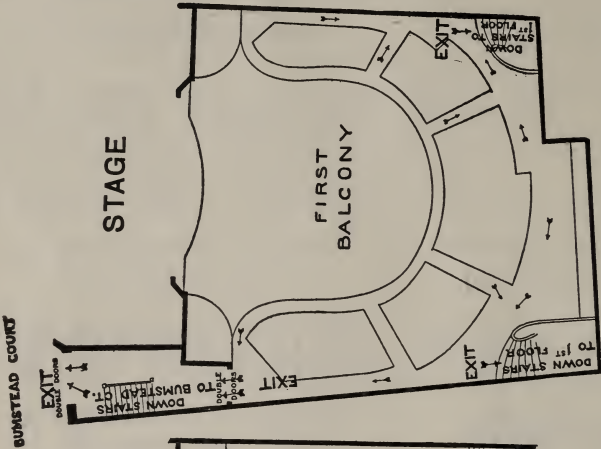 BUMSTEAD COURT
EXIT
DOUBLE DOORS
DOWN STAIRS
TO BUMSTEAD CT.
DOUBLE
DOORS
EXIT
STAGE
FIRST
BALCONY
EXIT
DOWN
STAIRS TO
1ST FLOOR
EXIT
DOWN STAIRS
TO 1ST FLOOR